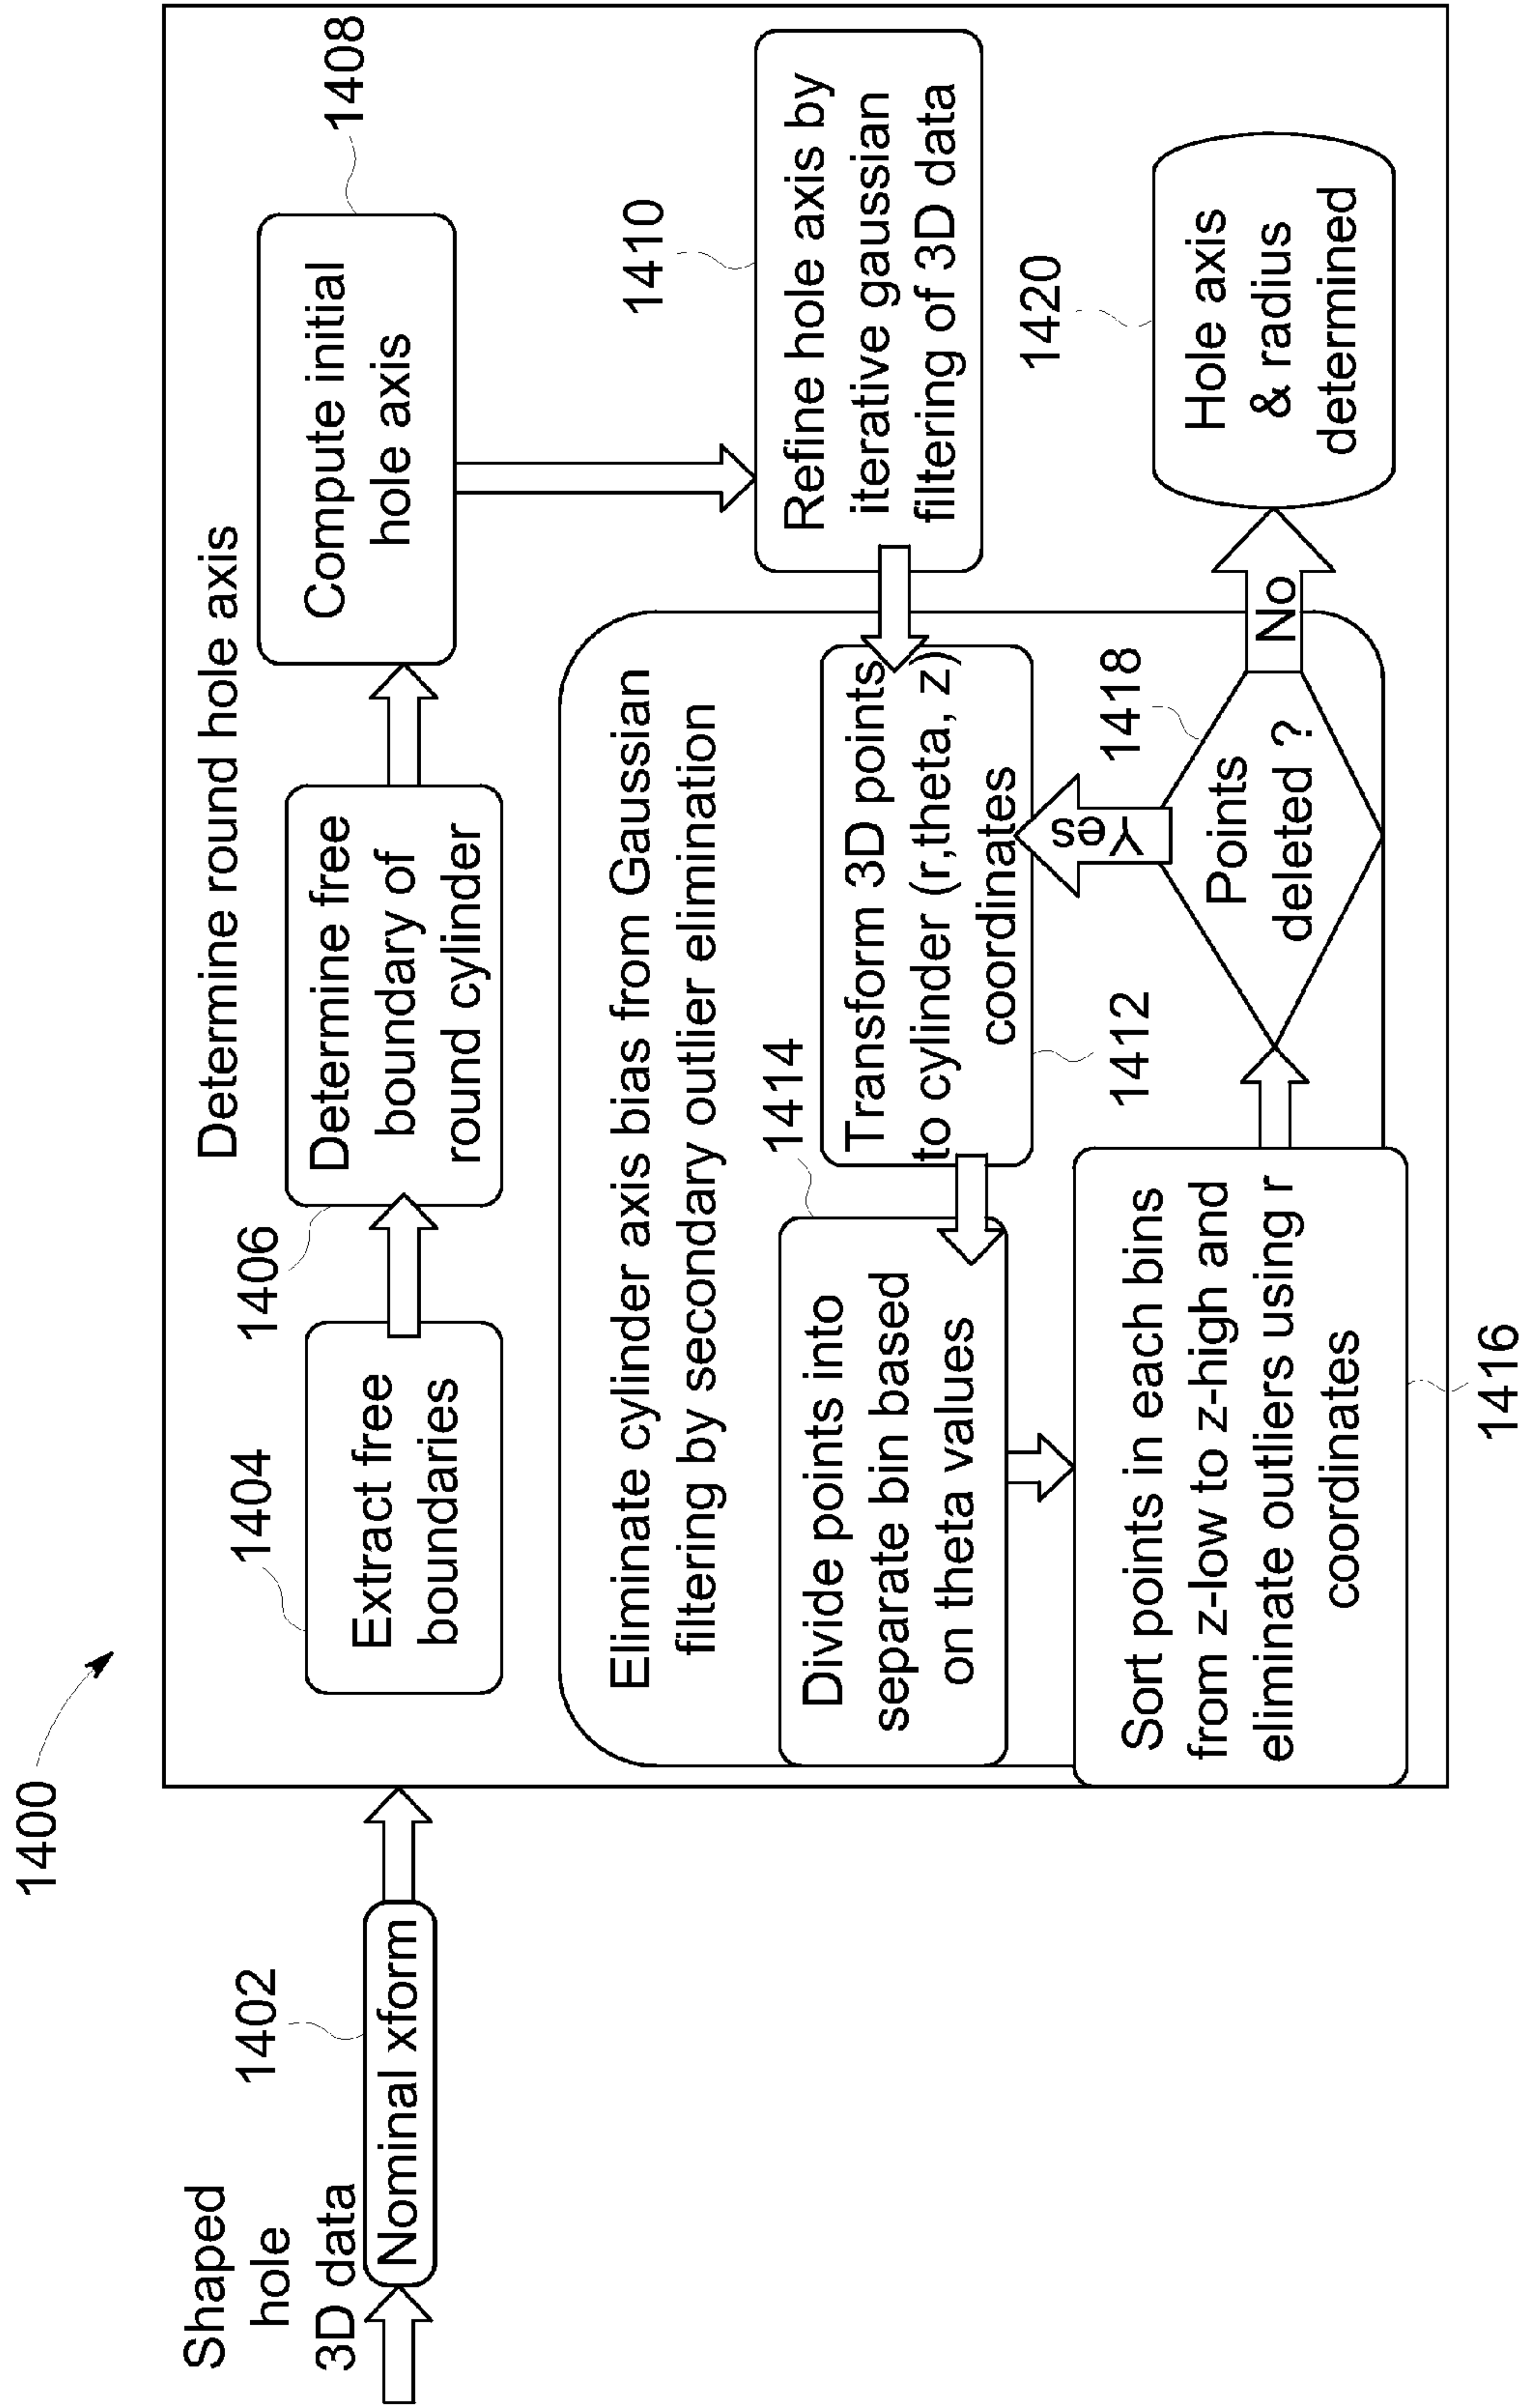 1400
Shaped
hole
3D data
1402
Nominal xform
Determine round hole axis
1404
Extract free
boundaries
1406
Determine free
boundary of
round cylinder
1408
Compute initial
hole axis
1410
Refine hole axis by
iterative gaussian
filtering of 3D data
Eliminate cylinder axis bias from Gaussian
filtering by secondary outlier elimination
Transform 3D points
to cylinder (r,theta, z)
coordinates
1412
1414
Divide points into
separate bin based
on theta values
Sort points in each bins
from z-low to z-high and
eliminate outliers using r
coordinates
1416
1418
Points
deleted ?
Yes
No
1420
Hole axis
& radius
determined